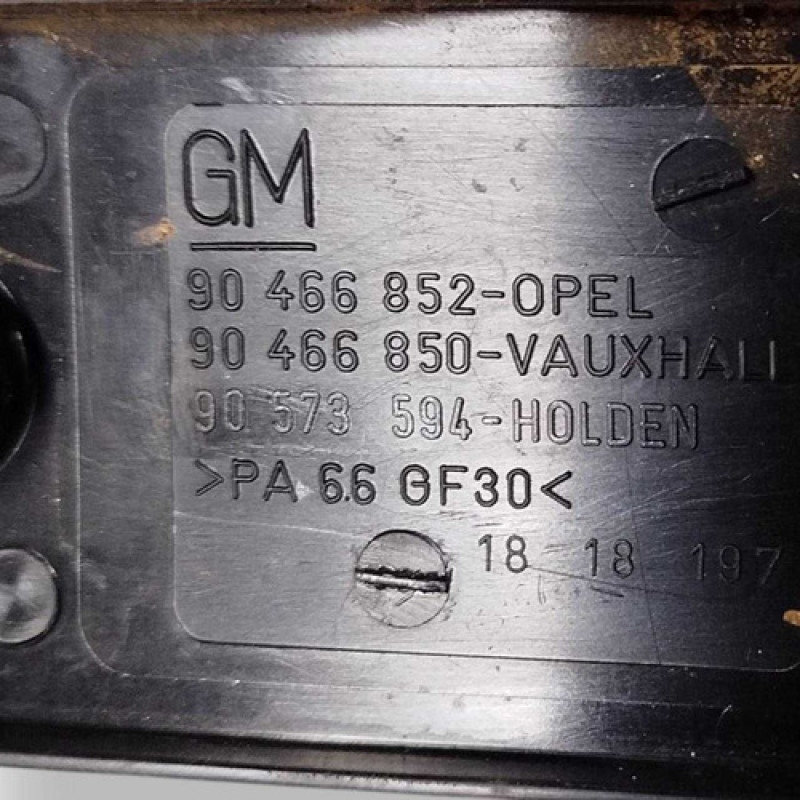 GM
90 466 852-OPEL
90 466 850-VAUXHALL
90 573 594-HOLDEN
>PA 6.6 GF30<
18 18 197